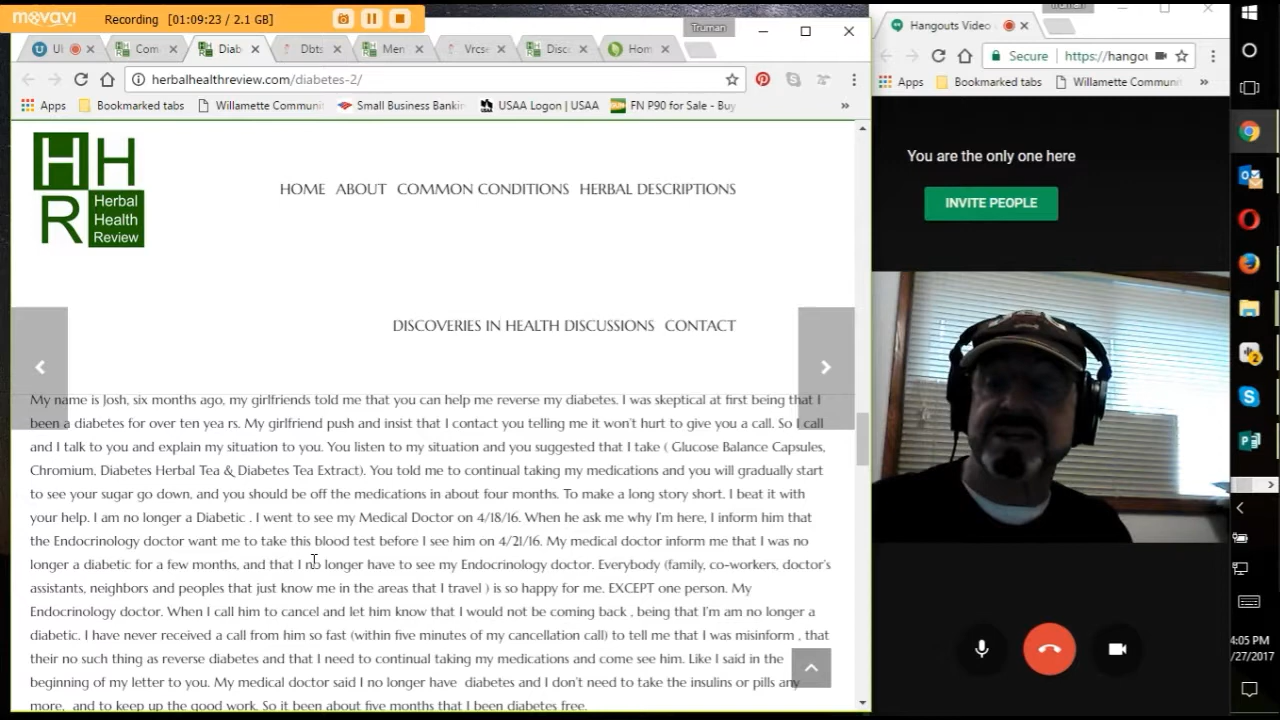 movavi
Recording (01:09:23 / 2.1 GB)
Truman
Com
Diab
Dbts
Men
Vrcse
Disc
Hom
Hangouts Video
herbalhealthreview.com/diabetes-2/
Secure
https://hangou
Apps
Bookmarked tabs
Willamette Communi
Small Business Bankin
USAA Logon | USAA
FN P90 for Sale - Buy
»
Apps
Bookmarked tabs
Willamette Communi
»
HH
R
Herbal
Health
Review
HOME ABOUT COMMON CONDITIONS HERBAL DESCRIPTIONS
DISCOVERIES IN HEALTH DISCUSSIONS CONTACT
My name is Josh, six months ago, my girlfriends told me that you can help me reverse my diabetes. I was skeptical at first being that I
been a diabetes for over ten yea rs. My girlfriend push and insist that I contact you telling me it won't hurt to give you a call. So I call
and I talk to you and explain my situation to you. You listen to my situation and you suggested that I take ( Glucose Balance Capsules,
Chromium, Diabetes Herbal Tea & Diabetes Tea Extract). You told me to continual taking my medications and you will gradually start
to see your sugar go down, and you should be off the medications in about four months. To make a long story short, I beat it with
your help. I am no longer a Diabetic . I went to see my Medical Doctor on 4/18/16. When he ask me why I'm here, I inform him that
the Endocrinology doctor want me to take this blood test before I see him on 4/21/16. My medical doctor inform me that I was no
longer a diabetic for a few months, and that I no longer have to see my Endocrinology doctor. Everybody (family, co-workers, doctor's
assistants, neighbors and peoples that just know me in the areas that I travel ) is so happy for me. EXCEPT one person. My
Endocrinology doctor. When I call him to cancel and let him know that I would not be coming back , being that I'm am no longer a
diabetic. I have never received a call from him so fast (within five minutes of my cancellation call) to tell me that I was misinform , that
their no such thing as reverse diabetes and that I need to continual taking my medications and come see him. Like I said in the
beginning of my letter to you. My medical doctor said I no longer have diabetes and I don't need to take the insulins or pills any
more, and to keep up the good work. So it been about five months that I been diabetes free.
You are the only one here
INVITE PEOPLE
2
4:05 PM
/27/2017